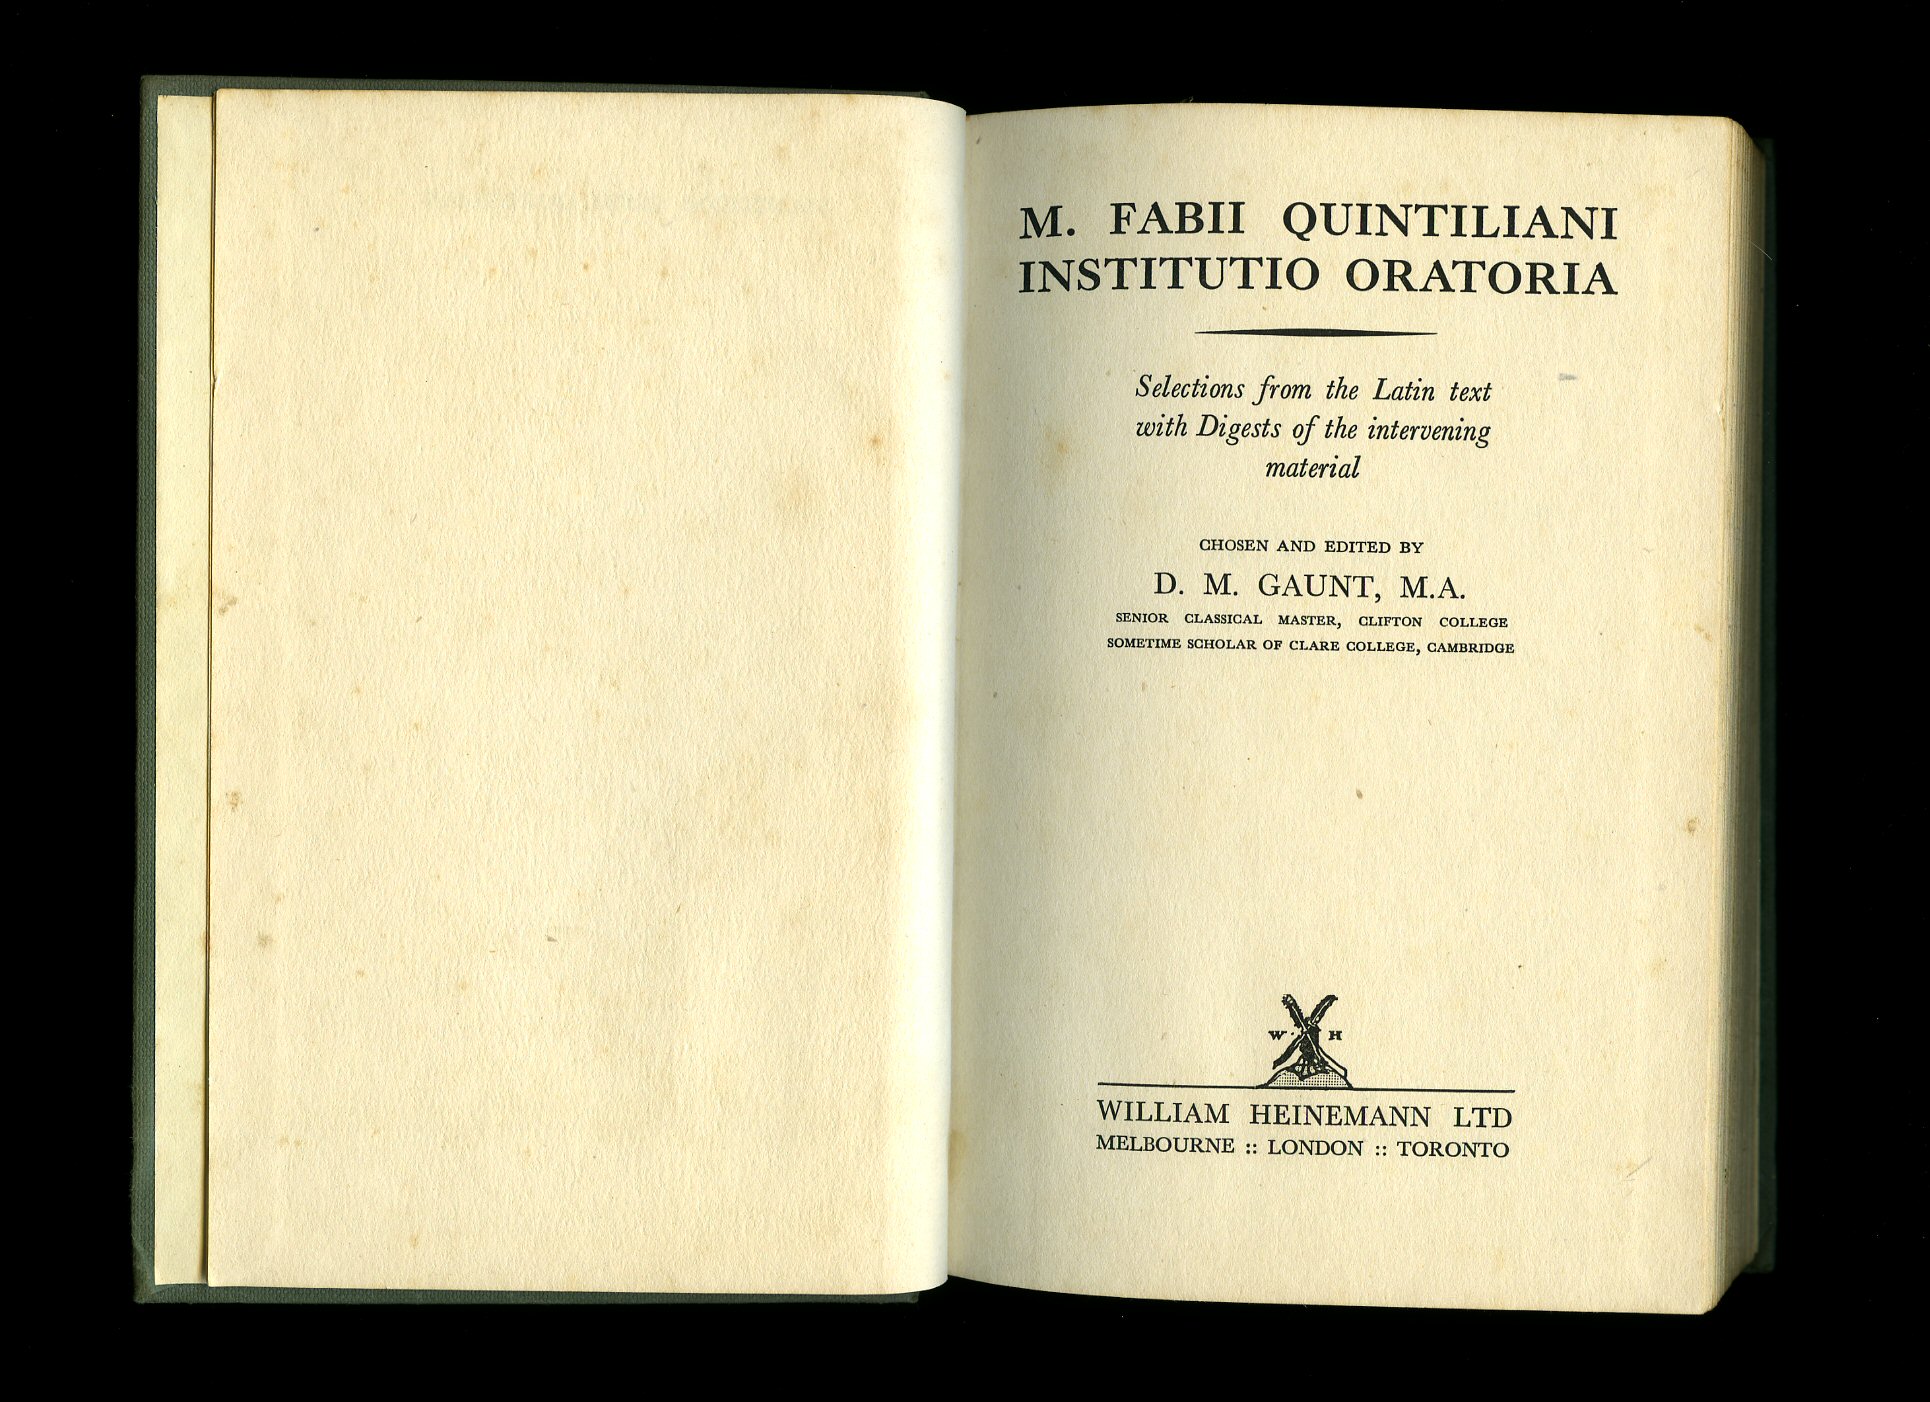 M. FABII QUINTILIANI
INSTITUTIO ORATORIA
Selections from the Latin text
with Digests of the intervening
material
CHOSEN AND EDITED BY
D. M. GAUNT, M.A.
SENIOR CLASSICAL MASTER, CLIFTON COLLEGE
SOMETIME SCHOLAR OF CLARE COLLEGE, CAMBRIDGE
W H
WILLIAM HEINEMANN LTD
MELBOURNE :: LONDON :: TORONTO